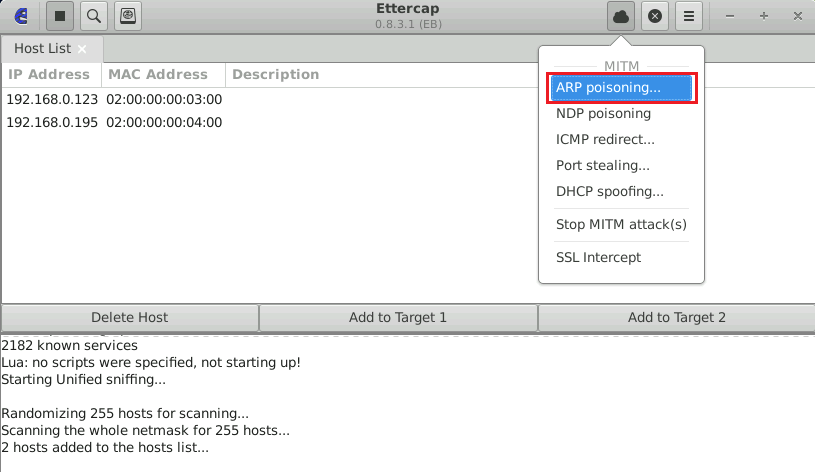 Ettercap
0.8.3.1 (EB)
Host List ×
IP Address MAC Address Description
192.168.0.123 02:00:00:00:03:00
192.168.0.195 02:00:00:00:04:00
MITM
ARP poisoning...
NDP poisoning
ICMP redirect...
Port stealing...
DHCP spoofing...
Stop MITM attack(s)
SSL Intercept
Delete Host Add to Target 1 Add to Target 2
2182 known services
Lua: no scripts were specified, not starting up!
Starting Unified sniffing...
Randomizing 255 hosts for scanning...
Scanning the whole netmask for 255 hosts...
2 hosts added to the hosts list...